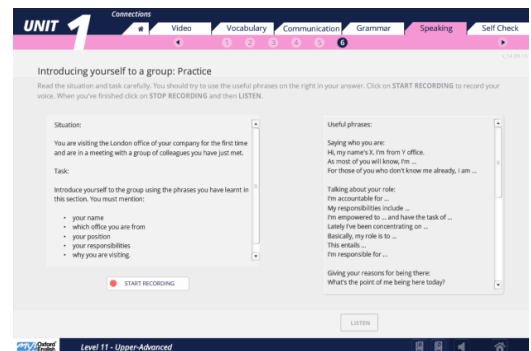 Connections
UNIT 1
Video
Vocabulary
Communication
Grammar
Speaking
Self Check
1 2 3 4 5 6
Introducing yourself to a group: Practice
Read the situation and task carefully. You should try to use the useful phrases on the right in your answer. Click on START RECORDING to record your
voice. When you've finished click on STOP RECORDING and then LISTEN.
Situation:
You are visiting the London office of your company for the first time
and are in a meeting with a group of colleagues you have just met.
Task:
Introduce yourself to the group using the phrases you have learnt in
this section. You must mention:
• your name
• which office you are from
• your position
• your responsibilities
• why you are visiting.
START RECORDING
Useful phrases:
Saying who you are:
Hi, my name's X. I'm from Y office.
As most of you will know, I'm ...
For those of you who don't know me already, I am ...
Talking about your role:
I'm accountable for ...
My responsibilities include ...
I'm empowered to ... and have the task of ...
Lately I've been concentrating on ...
Basically, my role is to ...
This entails ...
I'm responsible for ...
Giving your reasons for being there:
What's the point of me being here today?
LISTEN
My Oxford English
Level 11 - Upper-Advanced